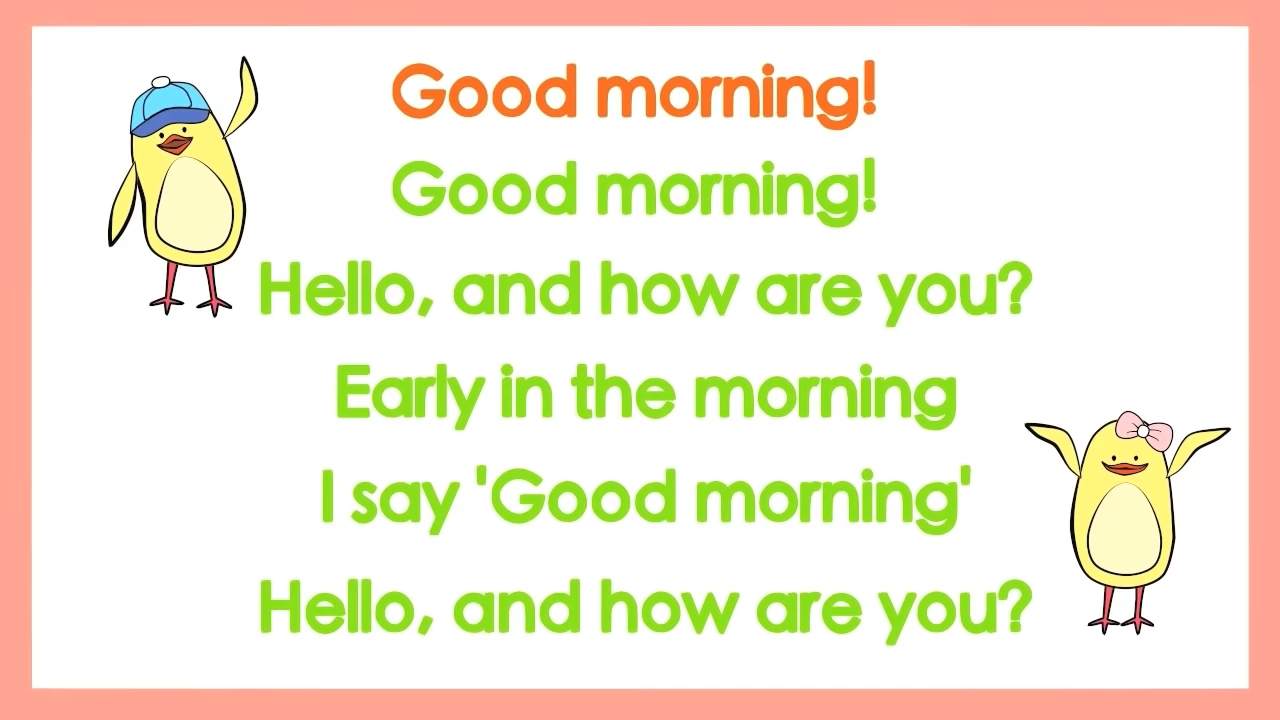 Good morning!
Good morning!
Hello, and how are you?
Early in the morning
I say 'Good morning'
Hello, and how are you?